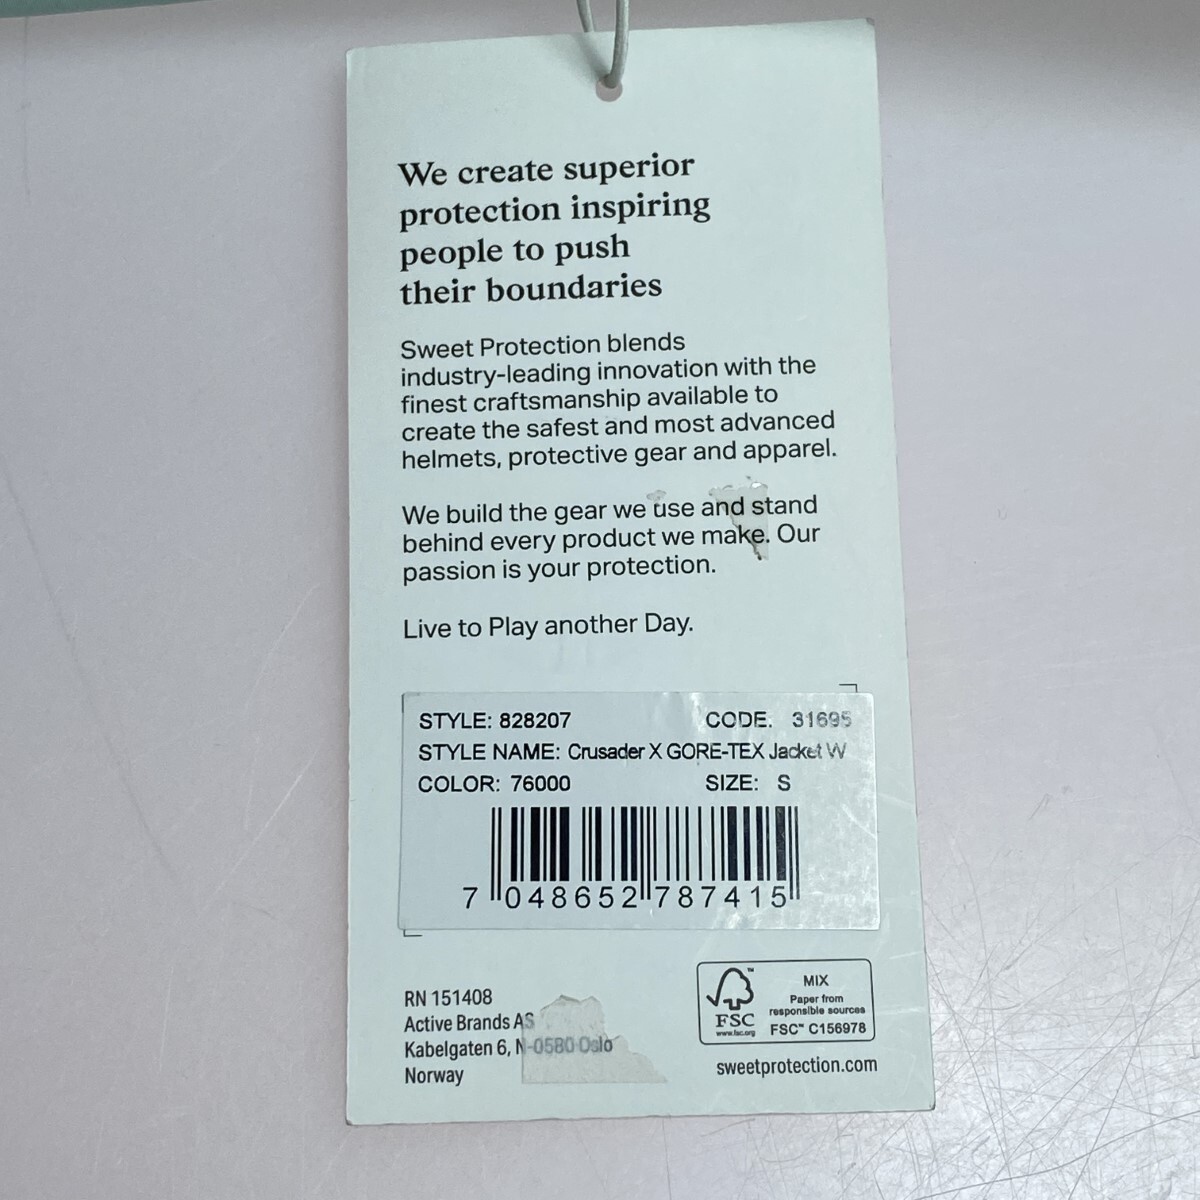 We create superior
protection inspiring
people to push
their boundaries
Sweet Protection blends
industry-leading innovation with the
finest craftsmanship available to
create the safest and most advanced
helmets, protective gear and apparel.
We build the gear we use and stand
behind every product we make. Our
passion is your protection.
Live to Play another Day.
STYLE: 828207 CODE. 31695
STYLE NAME: Crusader X GORE-TEX Jacket W
COLOR: 76000 SIZE: S
7 048652 787415
RN 151408
Active Brands AS
Kabelgaten 6, N-0580 Oslo
Norway
FSC
www.fsc.org
MIX
Paper from
responsible sources
FSC™ C156978
sweetprotection.com